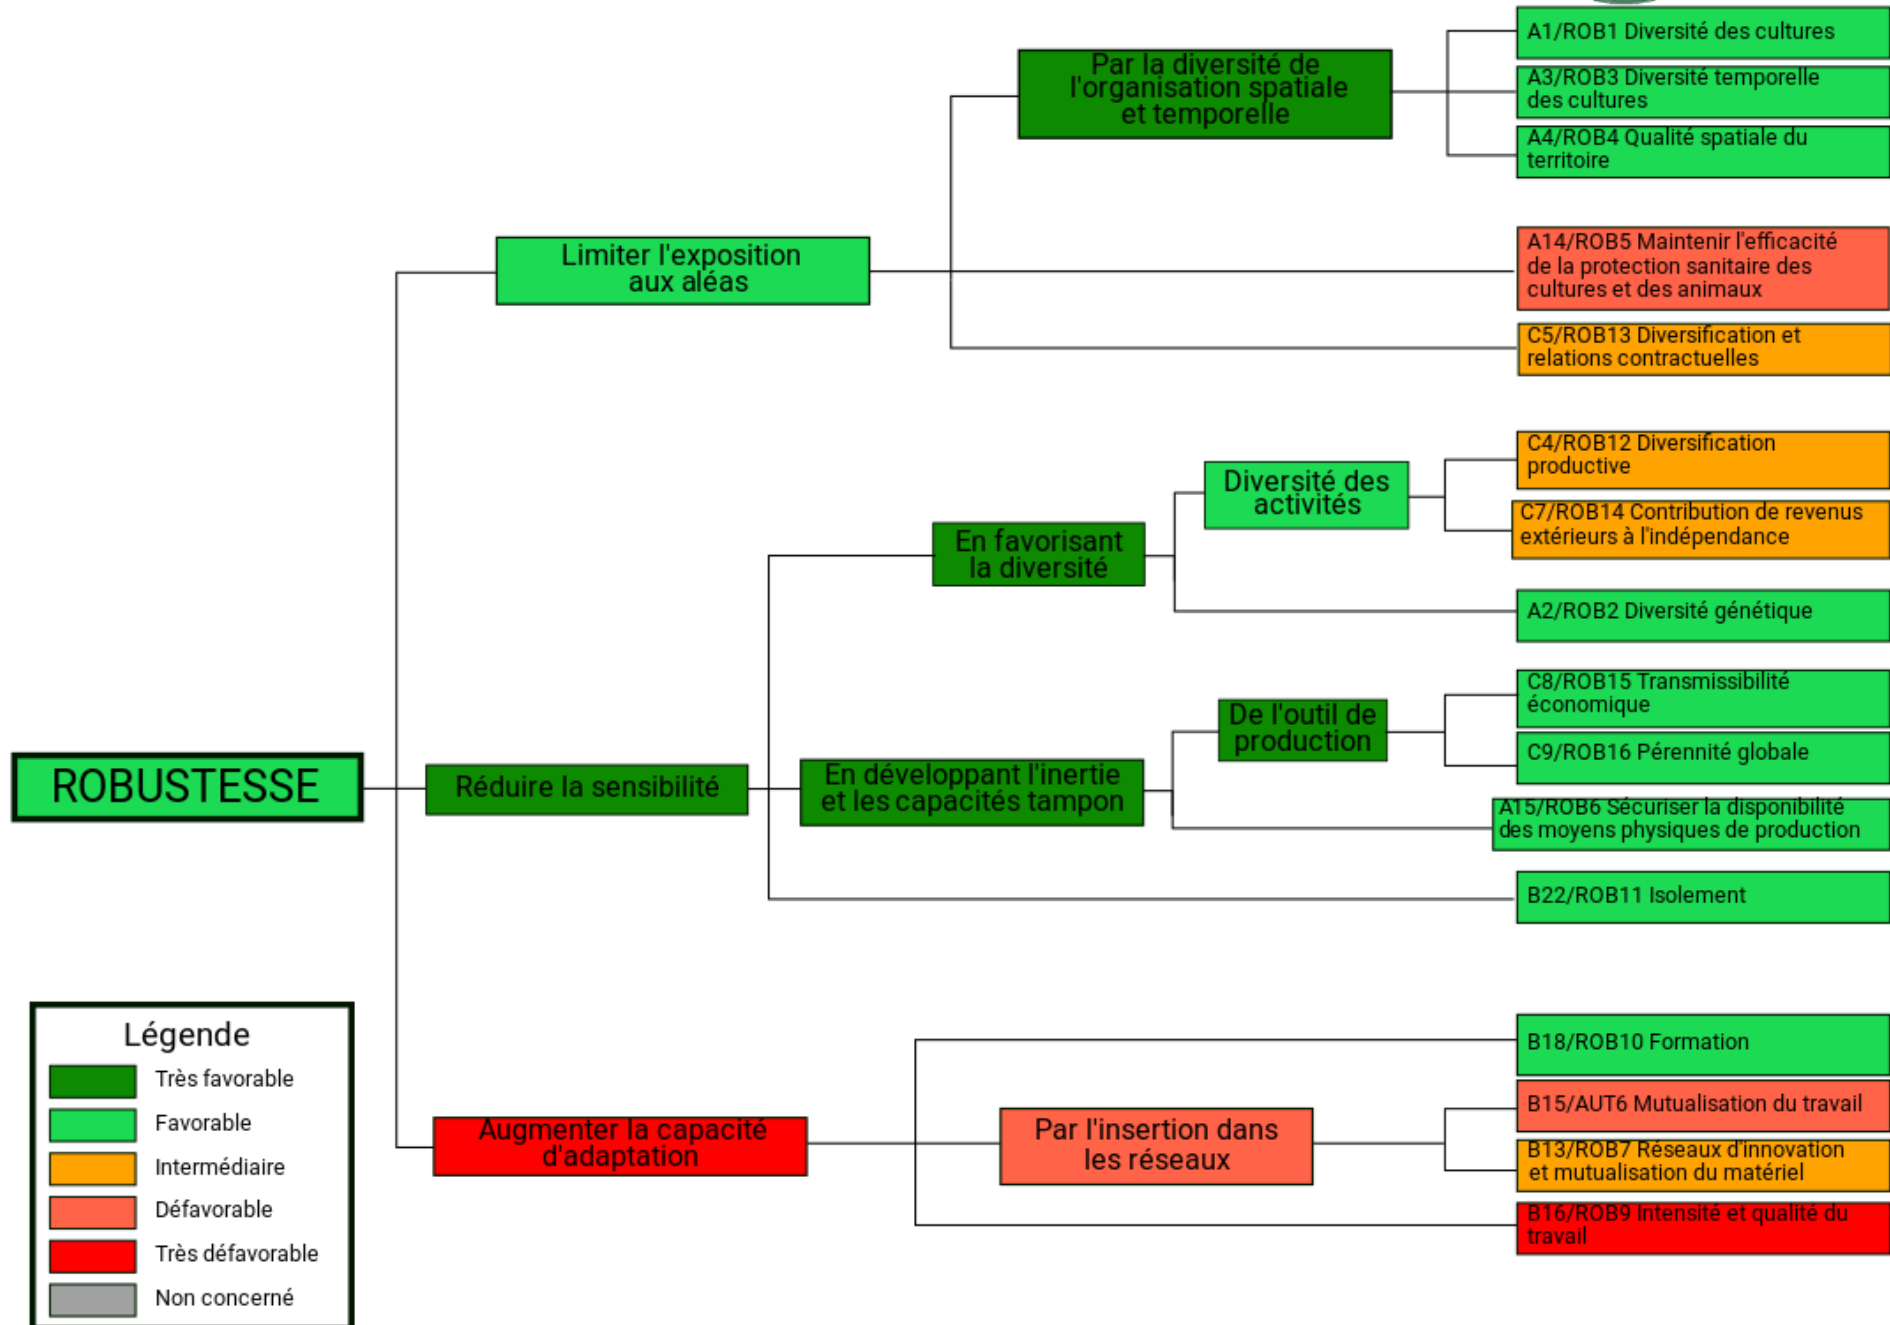 A1/ROB1 Diversité des cultures
Par la diversité de
l'organisation spatiale
et temporelle
A3/ROB3 Diversité temporelle
des cultures
A4/ROB4 Qualité spatiale du
territoire
Limiter l'exposition
aux aléas
A14/ROB5 Maintenir l'efficacité
de la protection sanitaire des
cultures et des animaux
C5/ROB13 Diversification et
relations contractuelles
C4/ROB12 Diversification
productive
Diversité des
activités
C7/ROB14 Contribution de revenus
extérieurs à l'indépendance
En favorisant
la diversité
A2/ROB2 Diversité génétique
C8/ROB15 Transmissibilité
économique
De l'outil de
production
C9/ROB16 Pérennité globale
ROBUSTESSE
Réduire la sensibilité
En développant l'inertie
et les capacités tampon
A15/ROB6 Sécuriser la disponibilité
des moyens physiques de production
B22/ROB11 Isolement
B18/ROB10 Formation
B15/AUT6 Mutualisation du travail
Augmenter la capacité
d'adaptation
Par l'insertion dans
les réseaux
B13/ROB7 Réseaux d'innovation
et mutualisation du matériel
B16/ROB9 Intensité et qualité du
travail
Légende
Très favorable
Favorable
Intermédiaire
Défavorable
Très défavorable
Non concerné